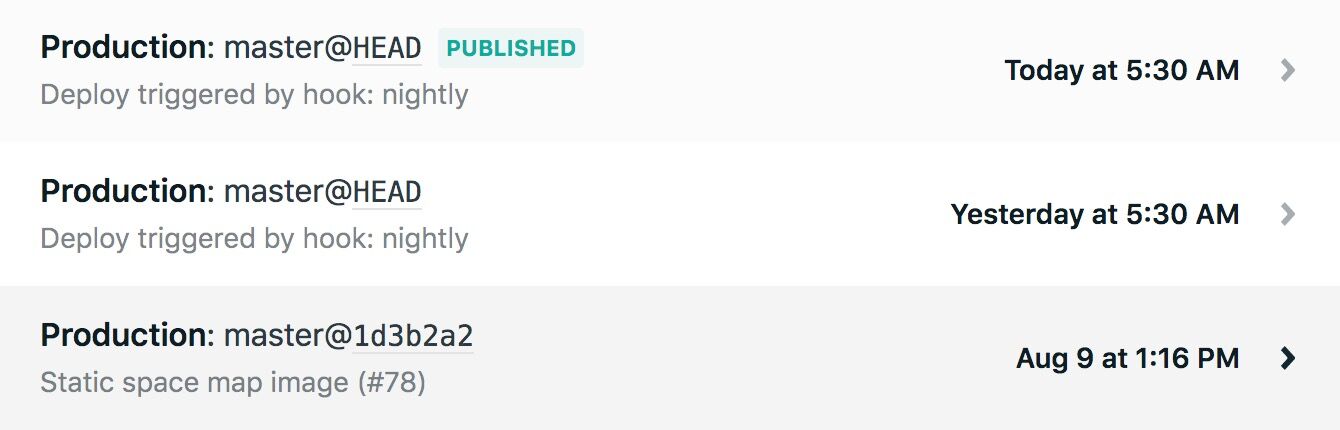 Production: master@HEAD PUBLISHED
Deploy triggered by hook: nightly
Today at 5:30 AM
Production: master@HEAD
Deploy triggered by hook: nightly
Yesterday at 5:30 AM
Production: master@1d3b2a2
Static space map image (#78)
Aug 9 at 1:16 PM